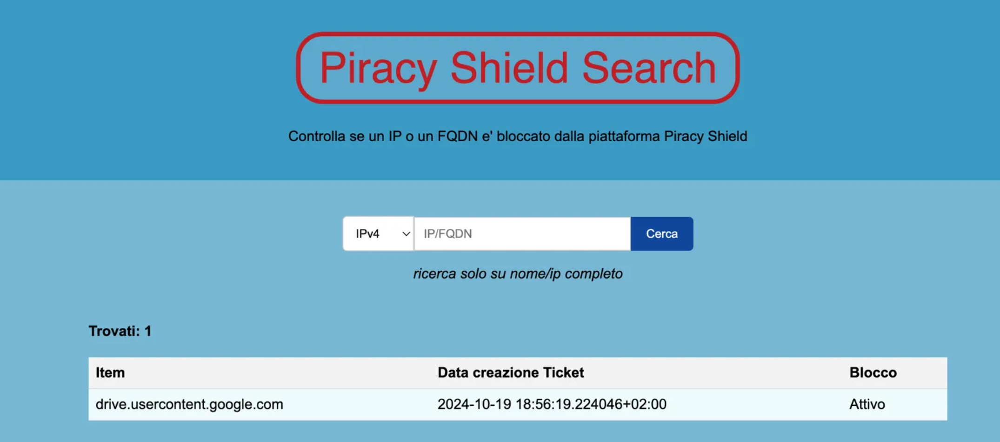 Piracy Shield Search
Controlla se un IP o un FQDN e' bloccato dalla piattaforma Piracy Shield
IPv4 IP/FQDN Cerca
ricerca solo su nome/ip completo
Trovati: 1
Item Data creazione Ticket Blocco
drive.usercontent.google.com 2024-10-19 18:56:19.224046+02:00 Attivo